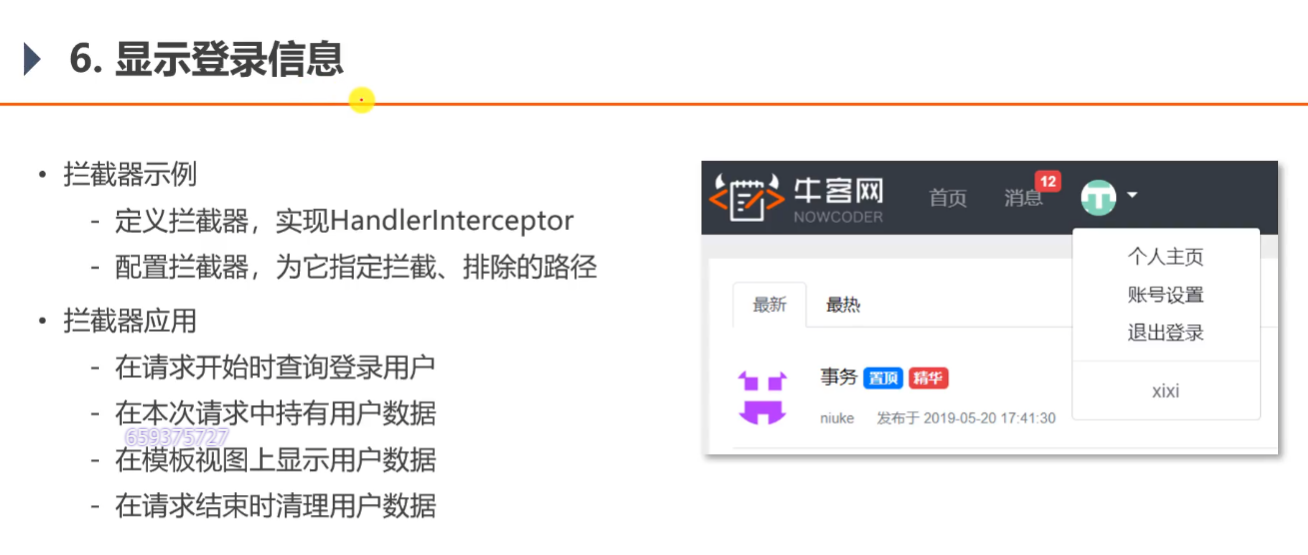 6. 显示登录信息
• 拦截器示例
- 定义拦截器，实现HandlerInterceptor
- 配置拦截器，为它指定拦截、排除的路径
• 拦截器应用
- 在请求开始时查询登录用户
- 在本次请求中持有用户数据
659375727
- 在模板视图上显示用户数据
- 在请求结束时清理用户数据
牛客网
NOWCODER
首页 消息 12
个人主页
账号设置
退出登录
xixi
最新 最热
事务 置顶 精华
niuke 发布于 2019-05-20 17:41:30